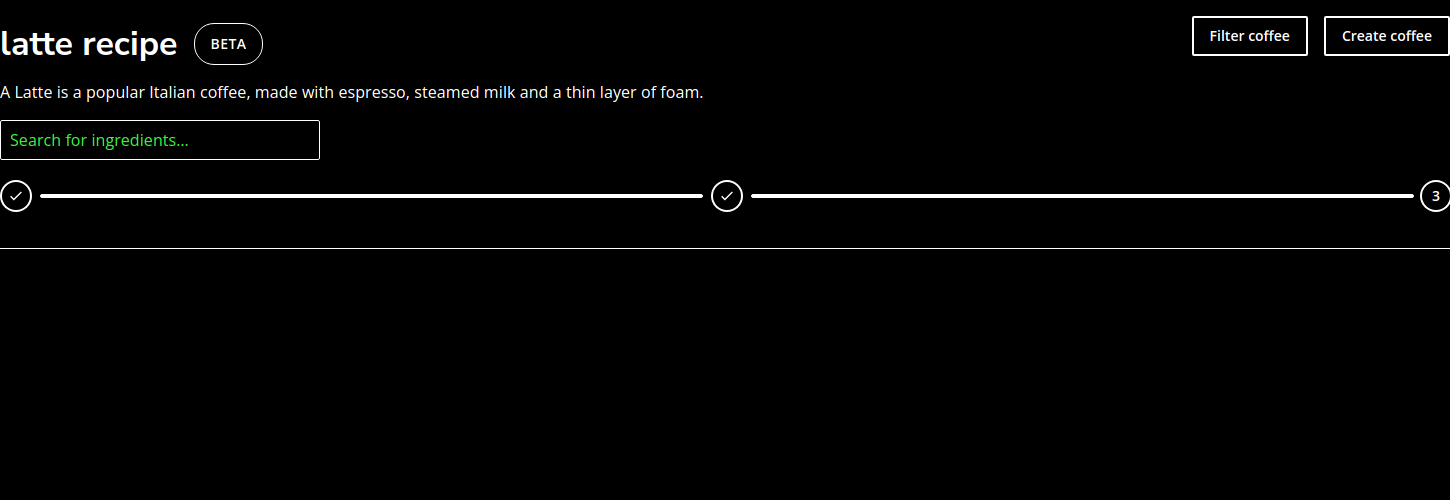 latte recipe
BETA
Filter coffee
Create coffee
A Latte is a popular Italian coffee, made with espresso, steamed milk and a thin layer of foam.
Search for ingredients...
3